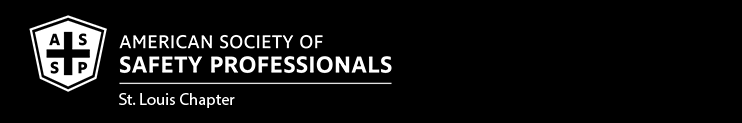 A S
S P
AMERICAN SOCIETY OF
SAFETY PROFESSIONALS
St. Louis Chapter